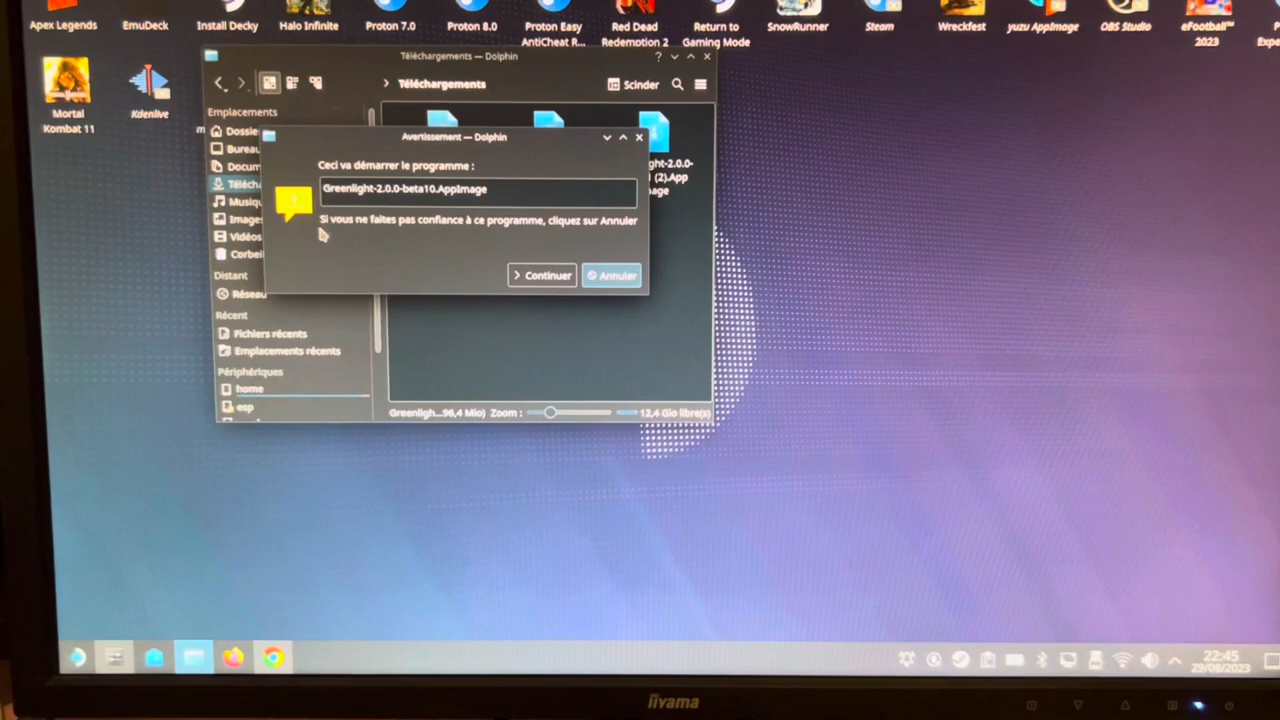 Apex Legends
EmuDeck
Install Decky
Halo Infinite
Proton 7.0
Proton 8.0
Proton Easy
AntiCheat R...
Red Dead
Redemption 2
Return to
Gaming Mode
SnowRunner
Steam
Wreckfest
yuzu AppImage
OBS Studio
eFootball™
2023
Mortal
Kombat 11
Kdenlive
Téléchargements — Dolphin
Téléchargements
Scinder
Emplacements
Dossie
Bureau
Docum
Téléch
Musiqu
Images
Vidéos
Corbei
Distant
Réseau
Récent
Fichiers récents
Emplacements récents
Périphériques
home
esp
Avertissement — Dolphin
Ceci va démarrer le programme :
Greenlight-2.0.0-beta10.AppImage
Si vous ne faites pas confiance à ce programme, cliquez sur Annuler
Continuer
Annuler
ght-2.0.0-
(2).App
age
Greenligh...96,4 Mio)
Zoom :
12,4 Gio libre(s)
22:45
29/08/2023
iiyama